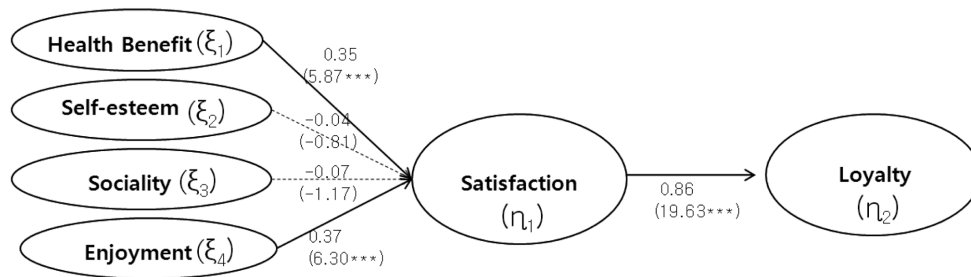 Health Benefit (ξ1)
0.35
(5.87***)
Self-esteem (ξ2)
-0.04
(-0.81)
Sociality (ξ3)
-0.07
(-1.17)
Satisfaction
(η1)
0.86
(19.63***)
Loyalty
(η2)
Enjoyment (ξ4)
0.37
(6.30***)